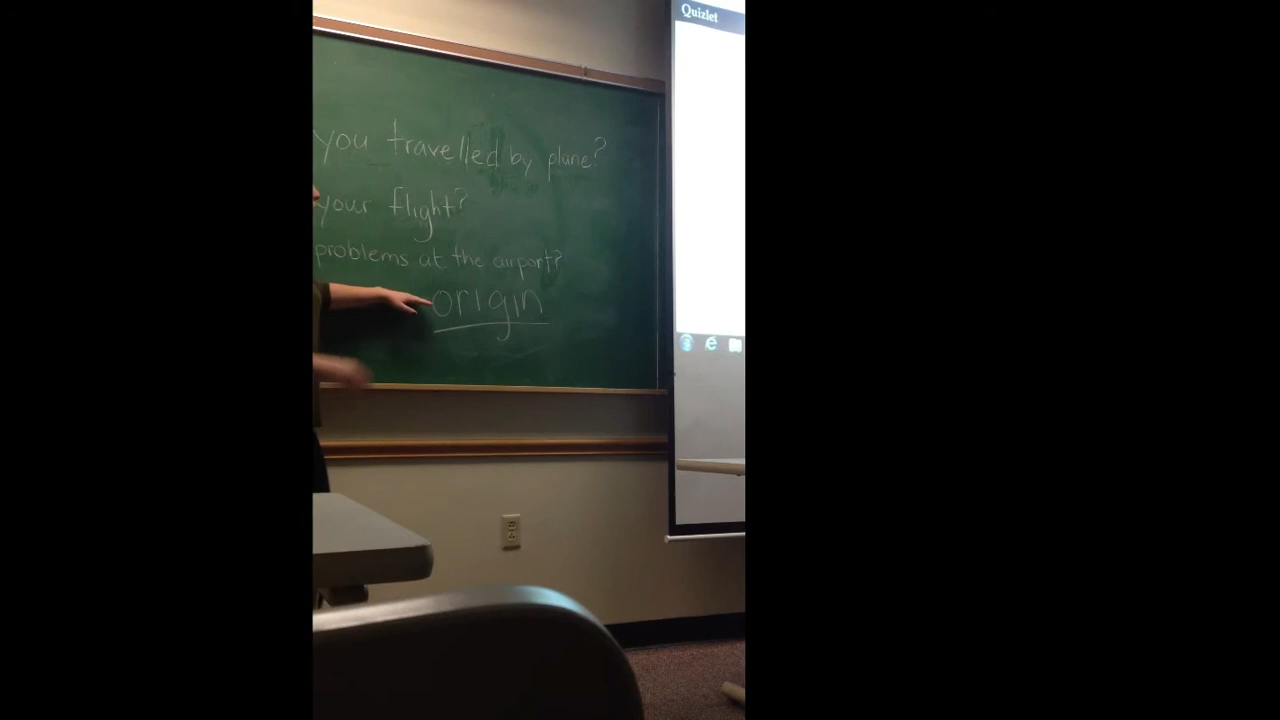 Quizlet
you travelled by plane?
your flight?
problems at the airport?
origin